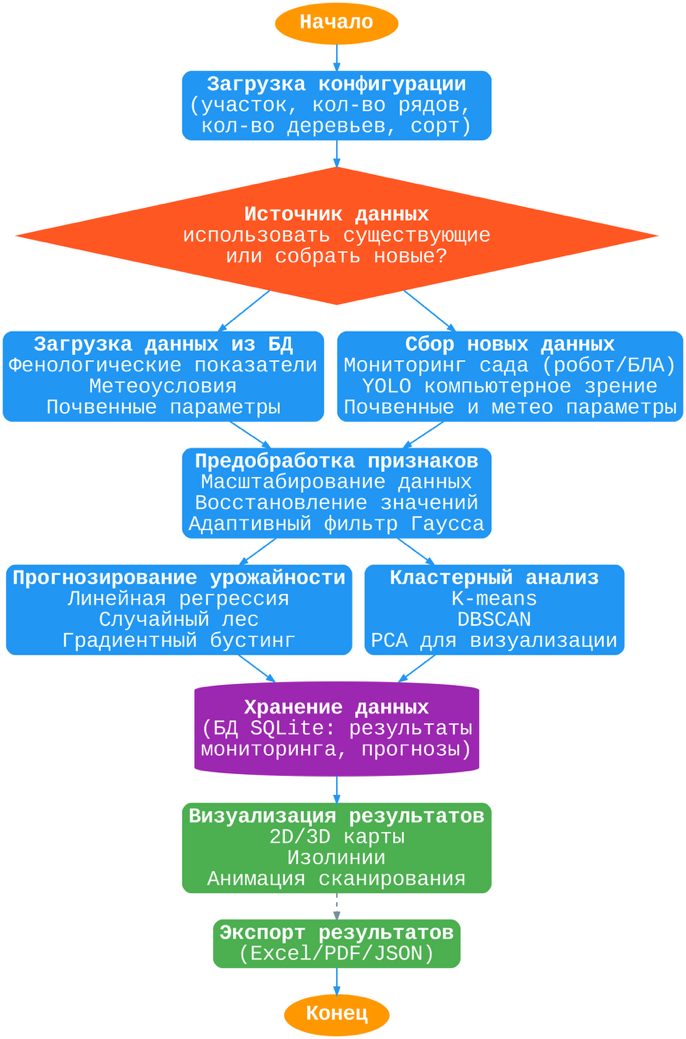 Начало
Загрузка конфигурации
(участок, кол-во рядов,
кол-во деревьев, сорт)
Источник данных
использовать существующие
или собрать новые?
Загрузка данных из БД
Фенологические показатели
Метеоусловия
Почвенные параметры
Сбор новых данных
Мониторинг сада (робот/БЛА)
YOLO компьютерное зрение
Почвенные и метео параметры
Предобработка признаков
Масштабирование данных
Восстановление значений
Адаптивный фильтр Гаусса
Прогнозирование урожайности
Линейная регрессия
Случайный лес
Градиентный бустинг
Кластерный анализ
K-means
DBSCAN
PCA для визуализации
Хранение данных
(БД SQLite: результаты
мониторинга, прогнозы)
Визуализация результатов
2D/3D карты
Изолинии
Анимация сканирования
Экспорт результатов
(Excel/PDF/JSON)
Конец